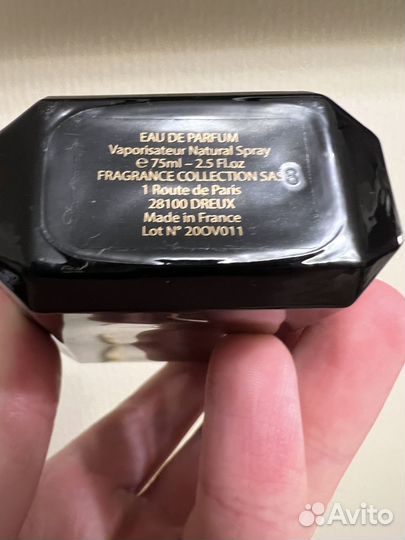 EAU DE PARFUM
Vaporisateur Natural Spray
℮ 75ml – 2.5 Fl.oz
FRAGRANCE COLLECTION SAS
8
1 Route de Paris
28100 DREUX
Made in France
Lot N° 20OV011
Avito